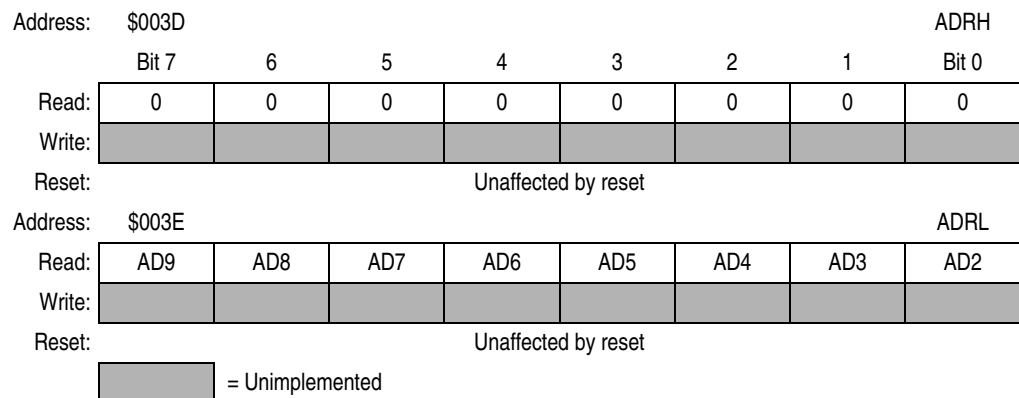 Address: $003D ADRH
Bit 7 6 5 4 3 2 1 Bit 0
Read: 0 0 0 0 0 0 0 0
Write:
Reset: Unaffected by reset
Address: $003E ADRL
Read: AD9 AD8 AD7 AD6 AD5 AD4 AD3 AD2
Write:
Reset: Unaffected by reset
= Unimplemented